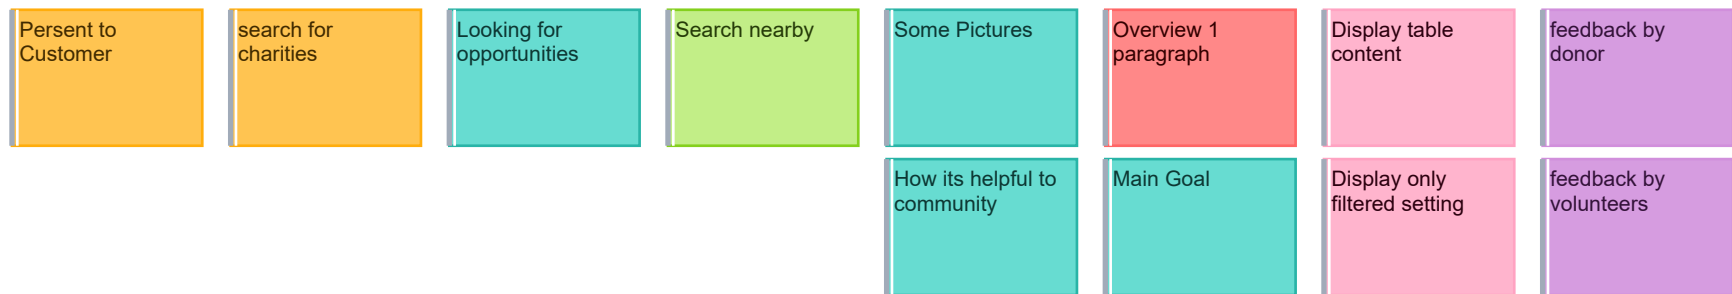 Persent to
Customer
search for
charities
Looking for
opportunities
Search nearby
Some Pictures
Overview 1
paragraph
Display table
content
feedback by
donor
How its helpful to
community
Main Goal
Display only
filtered setting
feedback by
volunteers